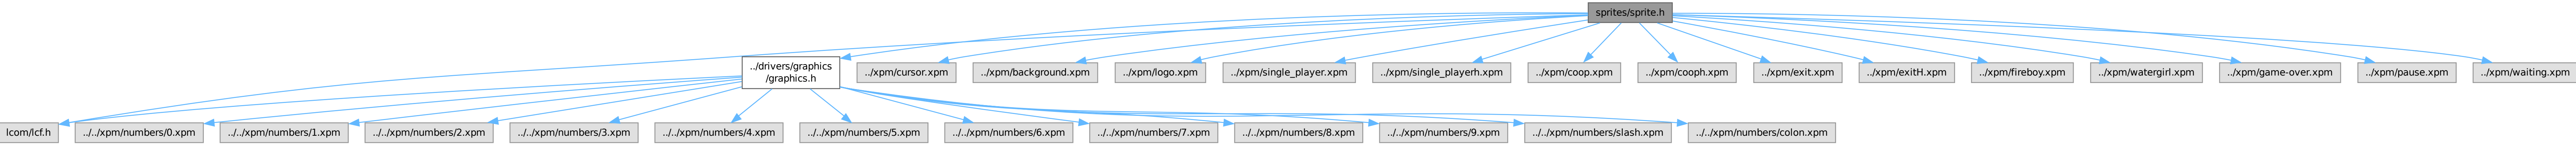 sprites/sprite.h
../drivers/graphics
/graphics.h
../xpm/cursor.xpm
../xpm/background.xpm
../xpm/logo.xpm
../xpm/single_player.xpm
../xpm/single_playerh.xpm
../xpm/coop.xpm
../xpm/cooph.xpm
../xpm/exit.xpm
../xpm/exitH.xpm
../xpm/fireboy.xpm
../xpm/watergirl.xpm
../xpm/game-over.xpm
../xpm/pause.xpm
../xpm/waiting.xpm
lcom/lcf.h
../../xpm/numbers/0.xpm
../../xpm/numbers/1.xpm
../../xpm/numbers/2.xpm
../../xpm/numbers/3.xpm
../../xpm/numbers/4.xpm
../../xpm/numbers/5.xpm
../../xpm/numbers/6.xpm
../../xpm/numbers/7.xpm
../../xpm/numbers/8.xpm
../../xpm/numbers/9.xpm
../../xpm/numbers/slash.xpm
../../xpm/numbers/colon.xpm